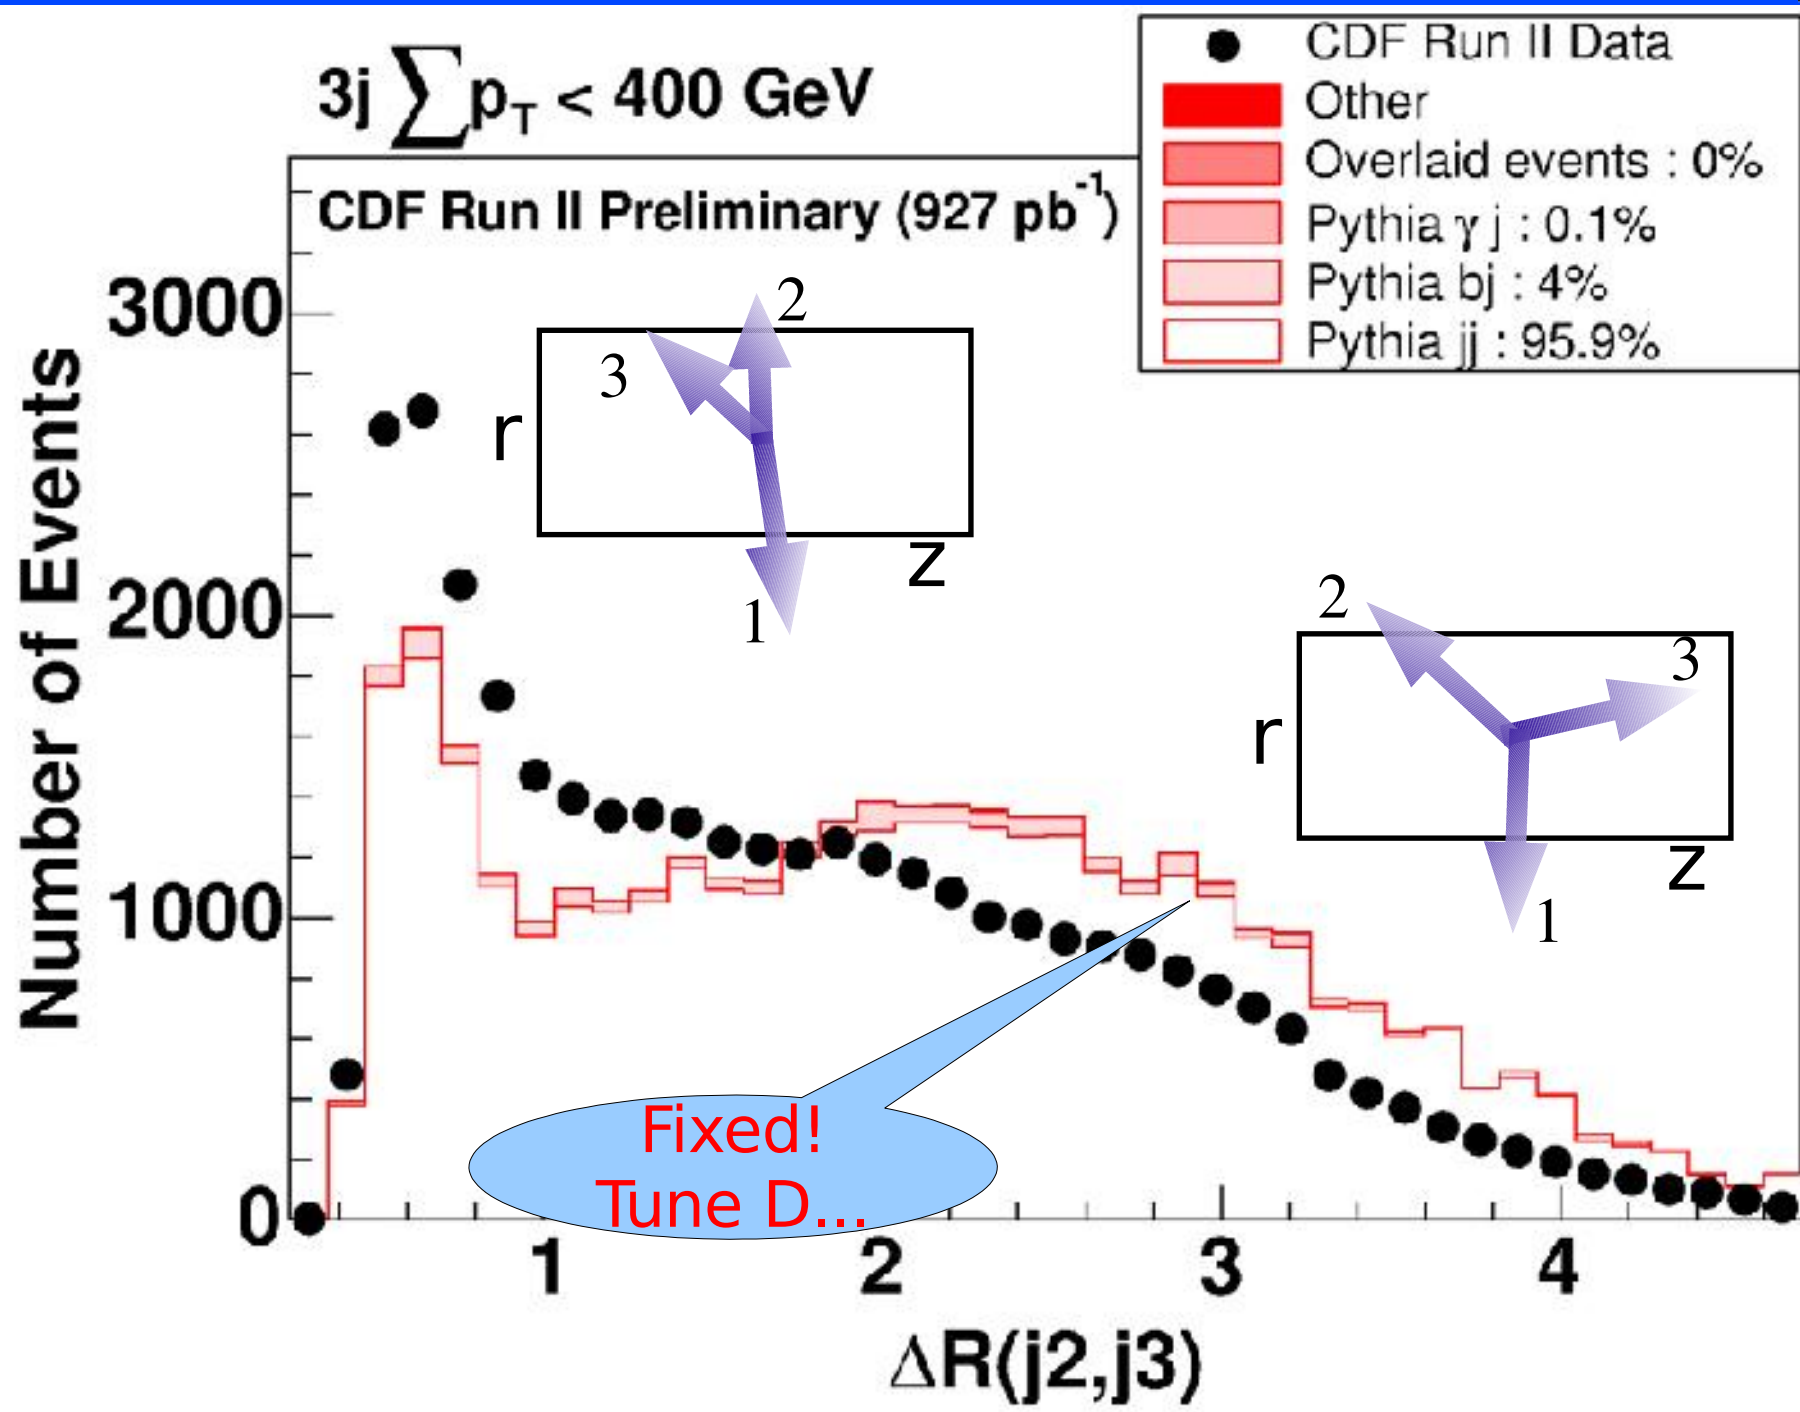 3j ∑p_T < 400 GeV
CDF Run II Data
Other
Overlaid events : 0%
Pythia γ j : 0.1%
Pythia bj : 4%
Pythia jj : 95.9%
CDF Run II Preliminary (927 pb⁻¹)
Number of Events
3000
2000
1000
0
2
3
r
z
1
2
3
r
z
1
Fixed!
Tune D...
1
2
3
4
ΔR(j2,j3)